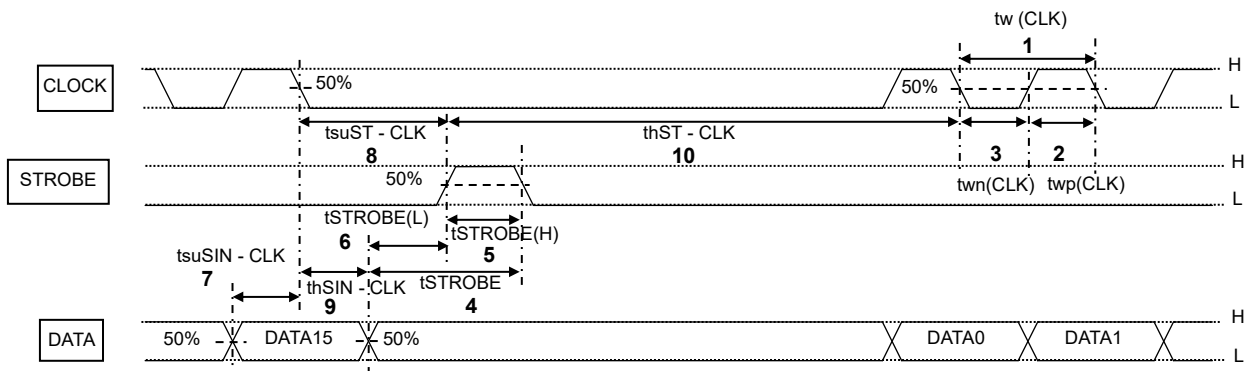 tw (CLK)
1
H
CLOCK
50%
50%
L
tsuST - CLK
thST - CLK
8
10
3
2
H
STROBE
50%
twn(CLK)
twp(CLK)
L
tSTROBE(L)
tSTROBE(H)
6
5
tsuSIN - CLK
7
thSIN - CLK
tSTROBE
9
4
H
DATA
50%
DATA15
50%
DATA0
DATA1
L